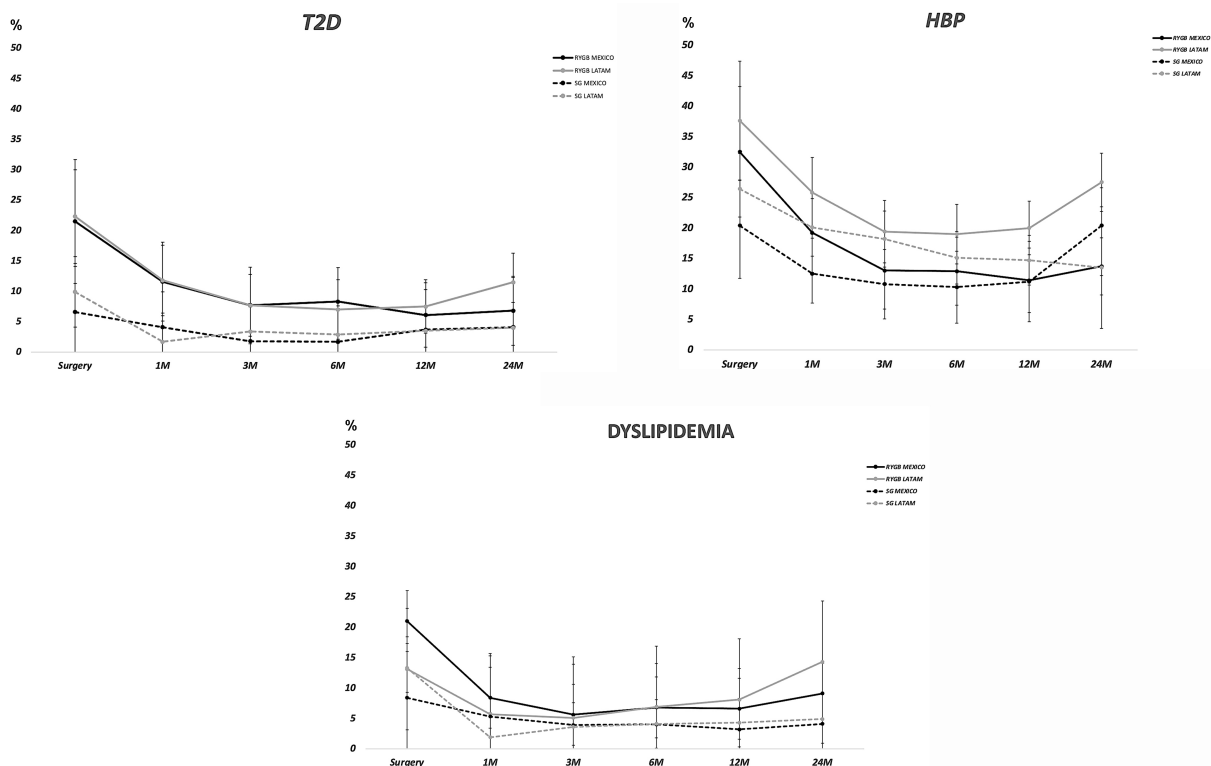 T2D
%
50
45
40
35
30
25
20
15
10
5
0
Surgery 1M 3M 6M 12M 24M
RYGB MEXICO
RYGB LATAM
SG MEXICO
SG LATAM
HBP
%
50
45
40
35
30
25
20
15
10
5
0
Surgery 1M 3M 6M 12M 24M
RYGB MEXICO
RYGB LATAM
SG MEXICO
SG LATAM
DYSLIPIDEMIA
%
50
45
40
35
30
25
20
15
10
5
0
Surgery 1M 3M 6M 12M 24M
RYGB MEXICO
RYGB LATAM
SG MEXICO
SG LATAM